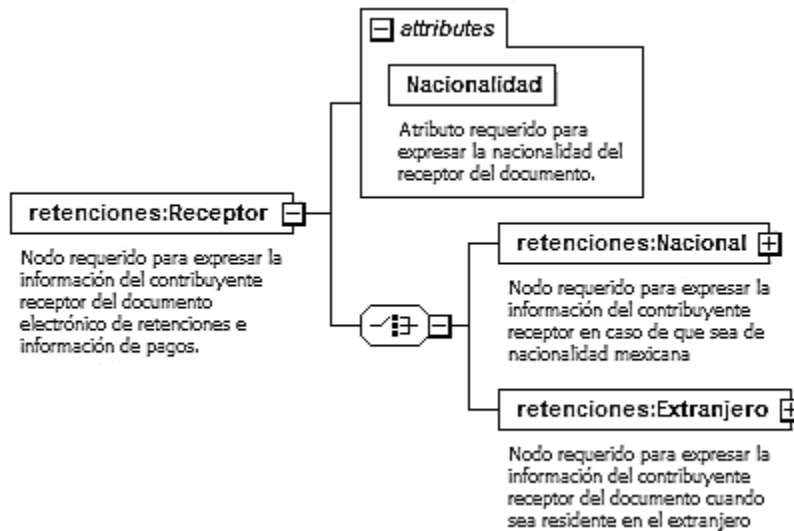 attributes
Nacionalidad
Atributo requerido para
expresar la nacionalidad del
receptor del documento.
retenciones:Receptor
Nodo requerido para expresar la
información del contribuyente
receptor del documento
electrónico de retenciones e
información de pagos.
retenciones:Nacional
Nodo requerido para expresar la
información del contribuyente
receptor en caso de que sea de
nacionalidad mexicana
retenciones:Extranjero
Nodo requerido para expresar la
información del contribuyente
receptor del documento cuando
sea residente en el extranjero